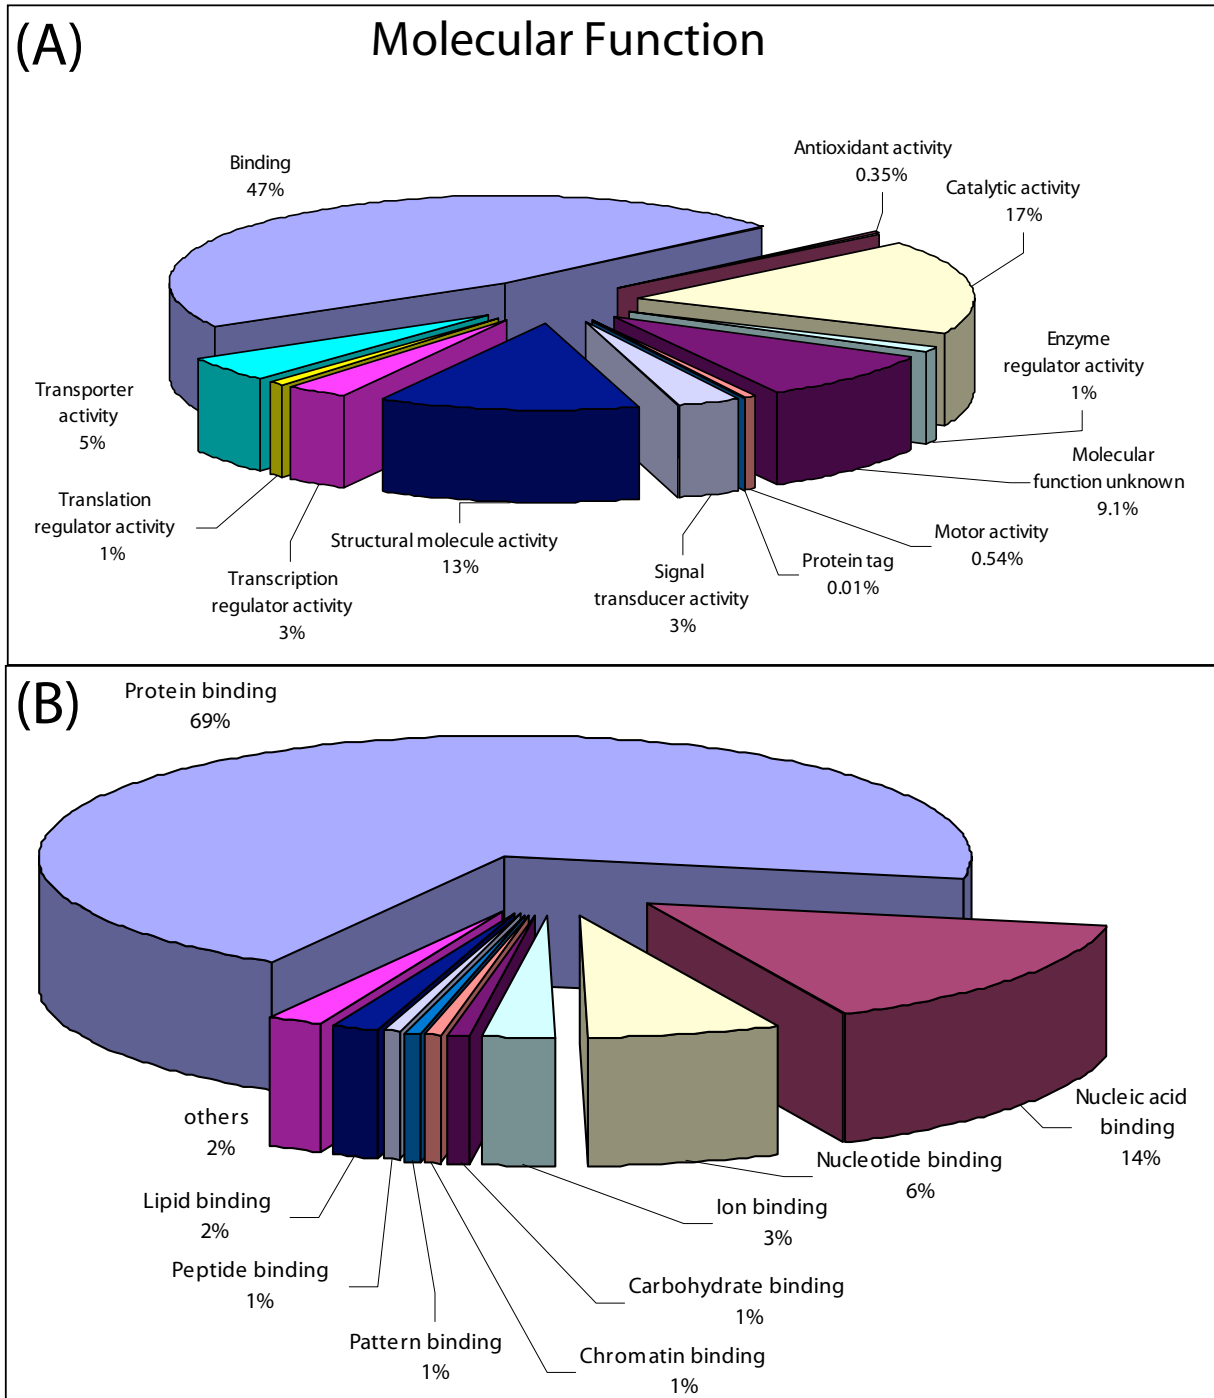 (A)
Molecular Function
Binding
47%
Antioxidant activity
0.35%
Catalytic activity
17%
Enzyme
regulator activity
1%
Molecular
function unknown
9.1%
Motor activity
0.54%
Protein tag
0.01%
Signal
transducer activity
3%
Structural molecule activity
13%
Transcription
regulator activity
3%
Translation
regulator activity
1%
Transporter
activity
5%
(B)
Protein binding
69%
Nucleic acid
binding
14%
Nucleotide binding
6%
Ion binding
3%
Carbohydrate binding
1%
Chromatin binding
1%
Pattern binding
1%
Peptide binding
1%
Lipid binding
2%
others
2%